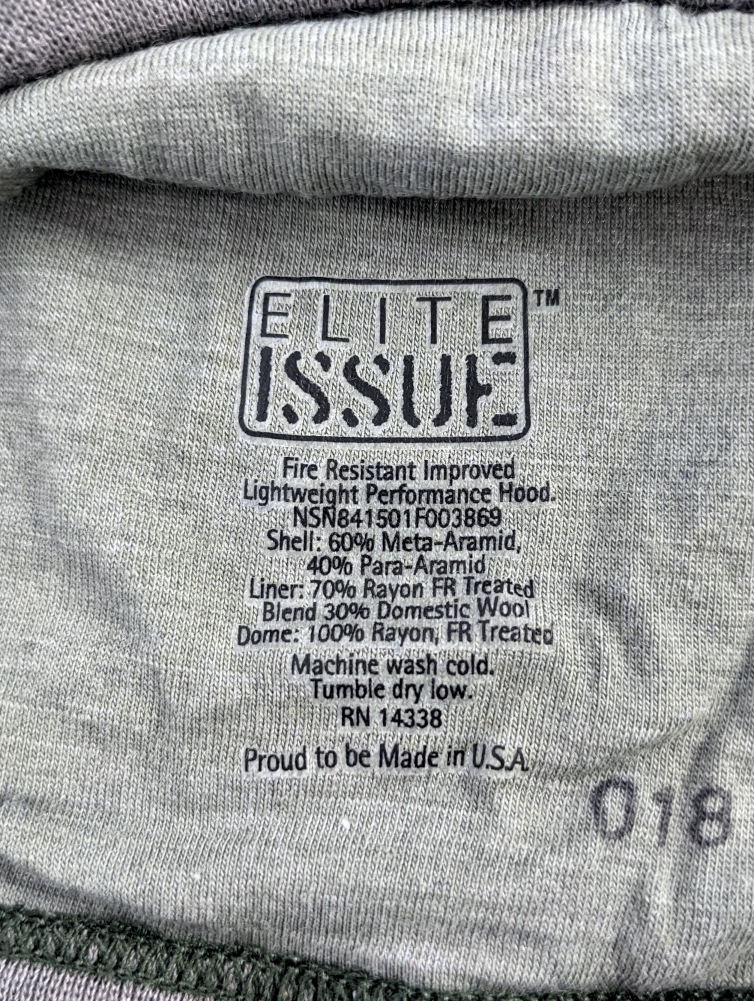 ELITE TM
ISSUE
Fire Resistant Improved
Lightweight Performance Hood.
NSN841501F003869
Shell: 60% Meta-Aramid,
40% Para-Aramid
Liner: 70% Rayon FR Treated
Blend 30% Domestic Wool
Dome: 100% Rayon, FR Treated
Machine wash cold.
Tumble dry low.
RN 14338
Proud to be Made in U.S.A.
018